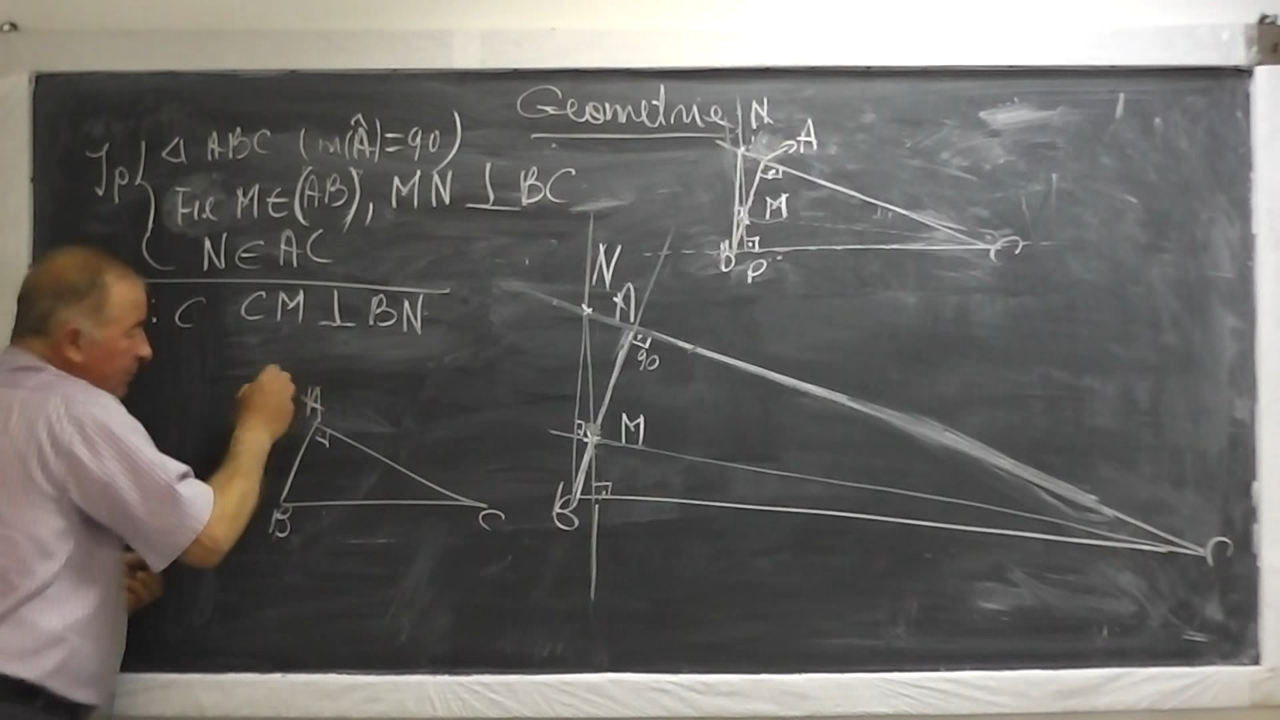 Geometrie
Ip { Δ ABC (m(Â)=90)
Fie M∈(AB), MN ⊥ BC
N∈AC
: C CM ⊥ BN
N
A
M
B
P
C
N
A
90
M
B
C
A
B
C